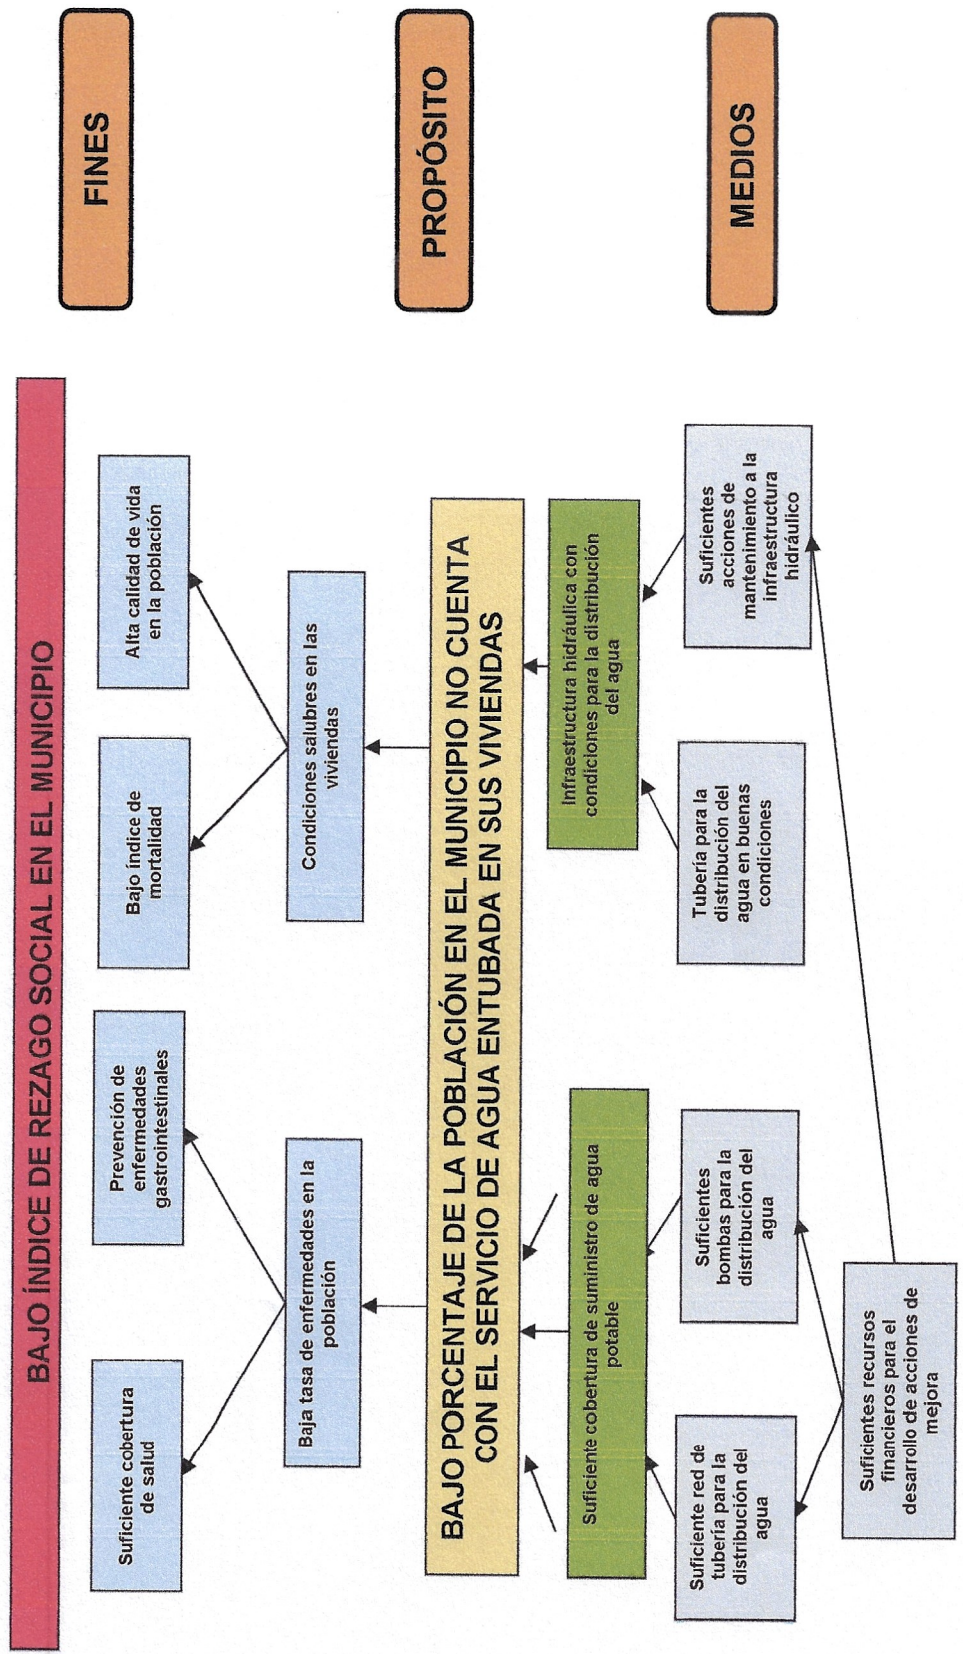 BAJO ÍNDICE DE REZAGO SOCIAL EN EL MUNICIPIO
FINES
Suficiente cobertura
de salud
Prevención de
enfermedades
gastrointestinales
Bajo índice de
mortalidad
Alta calidad de vida
en la población
Baja tasa de enfermedades en la
población
Condiciones salubres en las
viviendas
PROPÓSITO
BAJO PORCENTAJE DE LA POBLACIÓN EN EL MUNICIPIO NO CUENTA
CON EL SERVICIO DE AGUA ENTUBADA EN SUS VIVIENDAS
Suficiente cobertura de suministro de agua
potable
Infraestructura hidráulica con
condiciones para la distribución
del agua
MEDIOS
Suficiente red de
tubería para la
distribución del
agua
Suficientes
bombas para la
distribución del
agua
Tubería para la
distribución del
agua en buenas
condiciones
Suficientes
acciones de
mantenimiento a la
infraestructura
hidráulico
Suficientes recursos
financieros para el
desarrollo de acciones de
mejora